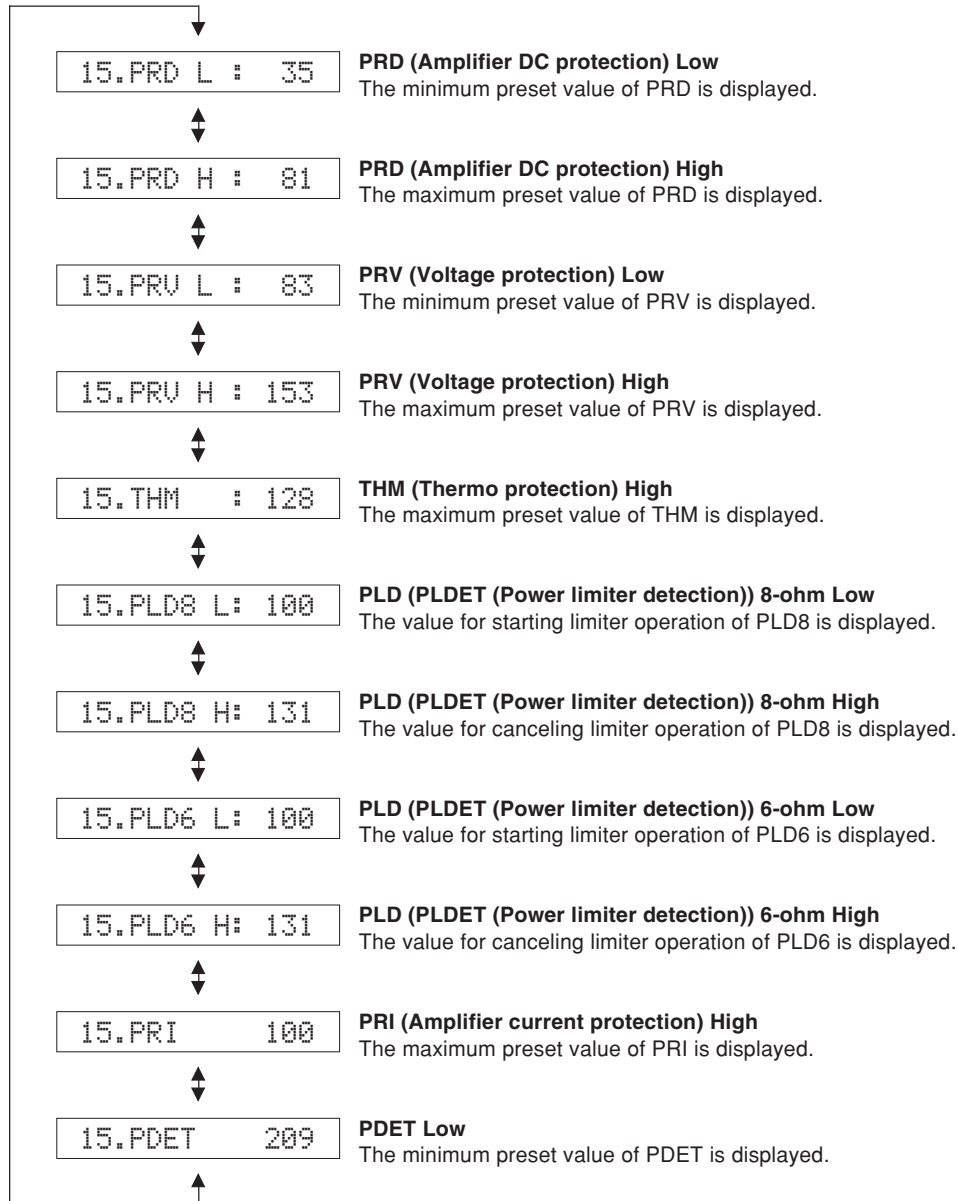 15.PRD L : 35
PRD (Amplifier DC protection) Low
The minimum preset value of PRD is displayed.
15.PRD H : 81
PRD (Amplifier DC protection) High
The maximum preset value of PRD is displayed.
15.PRV L : 83
PRV (Voltage protection) Low
The minimum preset value of PRV is displayed.
15.PRV H : 153
PRV (Voltage protection) High
The maximum preset value of PRV is displayed.
15.THM : 128
THM (Thermo protection) High
The maximum preset value of THM is displayed.
15.PLD8 L: 100
PLD (PLDET (Power limiter detection)) 8-ohm Low
The value for starting limiter operation of PLD8 is displayed.
15.PLD8 H: 131
PLD (PLDET (Power limiter detection)) 8-ohm High
The value for canceling limiter operation of PLD8 is displayed.
15.PLD6 L: 100
PLD (PLDET (Power limiter detection)) 6-ohm Low
The value for starting limiter operation of PLD6 is displayed.
15.PLD6 H: 131
PLD (PLDET (Power limiter detection)) 6-ohm High
The value for canceling limiter operation of PLD6 is displayed.
15.PRI 100
PRI (Amplifier current protection) High
The maximum preset value of PRI is displayed.
15.PDET 209
PDET Low
The minimum preset value of PDET is displayed.